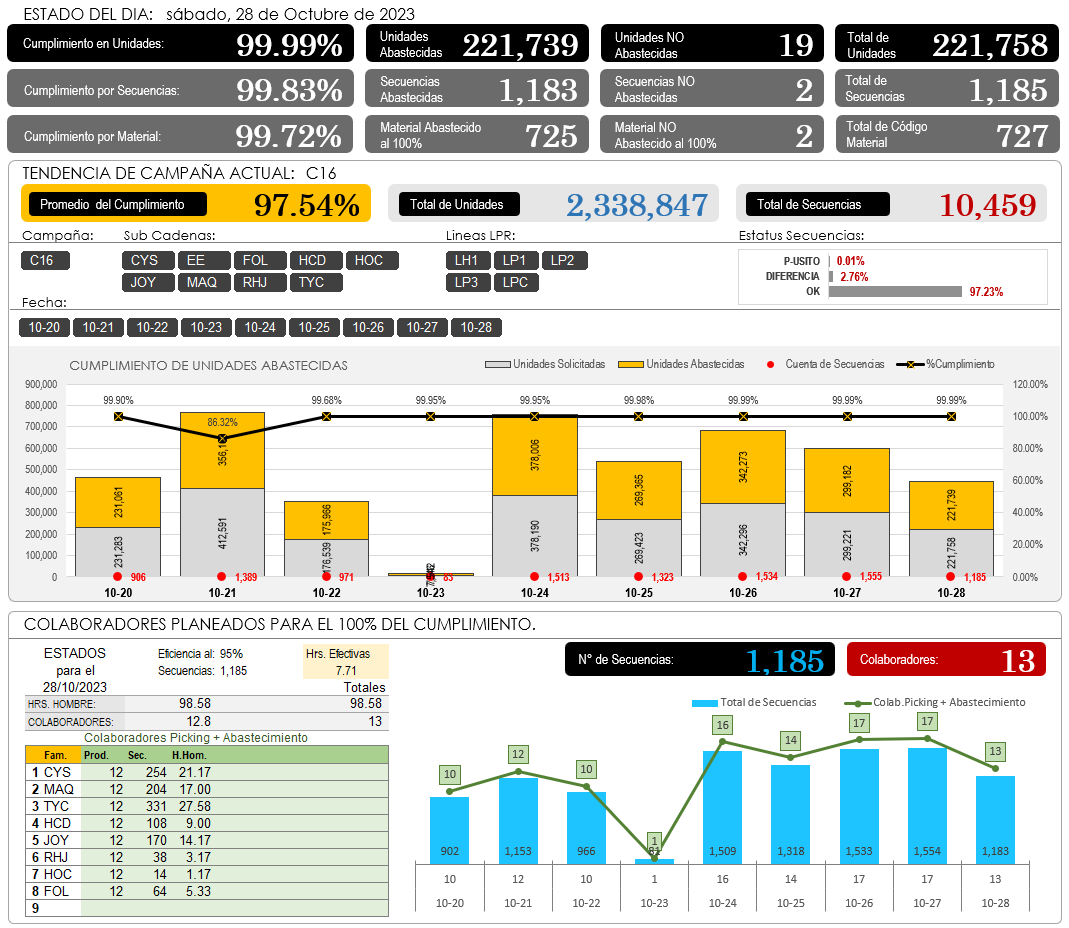 ESTADO DEL DIA: sábado, 28 de Octubre de 2023
Cumplimiento en Unidades: 99.99%
Unidades Abastecidas 221,739
Unidades NO Abastecidas 19
Total de Unidades 221,758
Cumplimiento por Secuencias: 99.83%
Secuencias Abastecidas 1,183
Secuencias NO Abastecidas 2
Total de Secuencias 1,185
Cumplimiento por Material: 99.72%
Material Abastecido al 100% 725
Material NO Abastecido al 100% 2
Total de Código Material 727
TENDENCIA DE CAMPAÑA ACTUAL: C16
Promedio del Cumplimiento 97.54%
Total de Unidades 2,338,847
Total de Secuencias 10,459
Campaña: Sub Cadenas: Lineas LPR: Estatus Secuencias:
C16 CYS EE FOL HCD HOC LH1 LP1 LP2
JOY MAQ RHJ TYC LP3 LPC
P-USITO 0.01%
DIFERENCIA 2.76%
OK 97.23%
Fecha:
10-20 10-21 10-22 10-23 10-24 10-25 10-26 10-27 10-28
CUMPLIMIENTO DE UNIDADES ABASTECIDAS
Unidades Solicitadas Unidades Abastecidas Cuenta de Secuencias %Cumplimiento
900,000 120.00%
800,000 100.00%
700,000 80.00%
600,000
500,000 60.00%
400,000
300,000 40.00%
200,000
100,000 20.00%
0 0.00%
99.90% 86.32% 99.68% 99.95% 99.95% 99.98% 99.99% 99.99% 99.99%
231,061 175,966 378,006 269,365 342,273 299,182 221,739
231,283 412,591 176,539 378,190 269,423 342,296 299,221 221,758
906 1,389 971 83 1,513 1,323 1,534 1,555 1,185
10-20 10-21 10-22 10-23 10-24 10-25 10-26 10-27 10-28
COLABORADORES PLANEADOS PARA EL 100% DEL CUMPLIMIENTO.
ESTADOS para el 28/10/2023
Eficiencia al: 95%
Secuencias: 1,185
Hrs. Efectivas
7.71
Totales
HRS. HOMBRE: 98.58 98.58
COLABORADORES: 12.8 13
Colaboradores Picking + Abastecimiento
Fam. Prod. Sec. H.Hom.
1 CYS 12 254 21.17
2 MAQ 12 204 17.00
3 TYC 12 331 27.58
4 HCD 12 108 9.00
5 JOY 12 170 14.17
6 RHJ 12 38 3.17
7 HOC 12 14 1.17
8 FOL 12 64 5.33
9
N° de Secuencias: 1,185
Colaboradores: 13
Total de Secuencias Colab.Picking + Abastecimiento
10 12 10 1 16 14 17 17 13
902 1,153 966 81 1,509 1,318 1,533 1,554 1,183
10 12 10 1 16 14 17 17 13
10-20 10-21 10-22 10-23 10-24 10-25 10-26 10-27 10-28